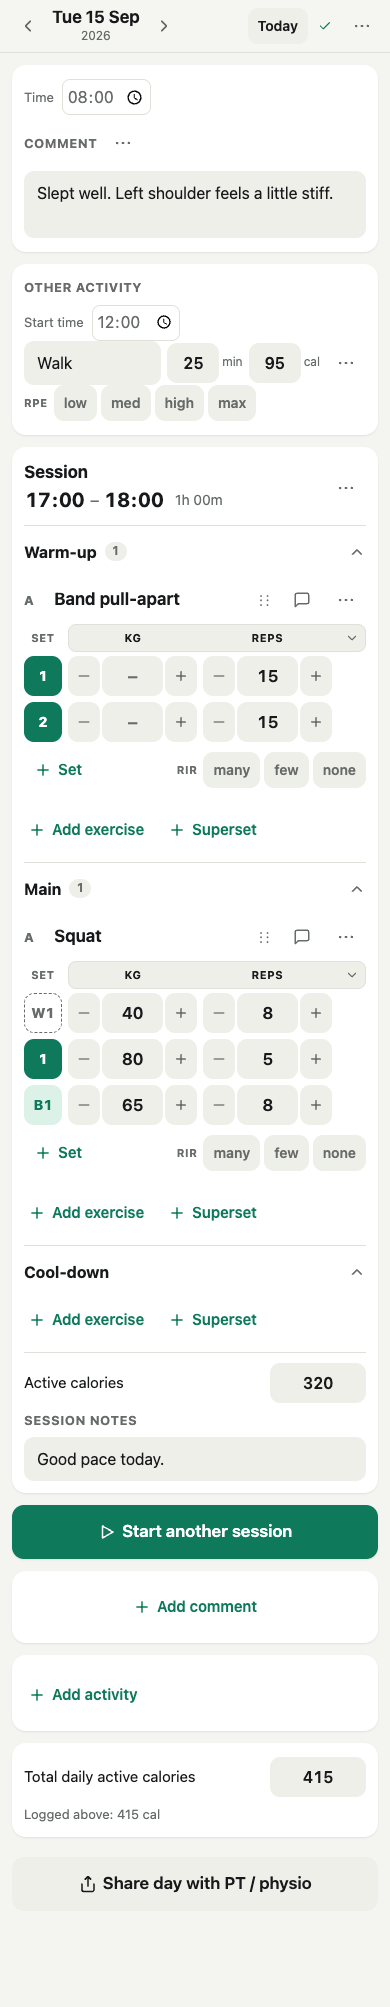 Tue 15 Sep
2026
Today
Time 08:00
COMMENT
Slept well. Left shoulder feels a little stiff.
OTHER ACTIVITY
Start time 12:00
Walk 25 min 95 cal
RPE low med high max
Session
17:00 – 18:00 1h 00m
Warm-up 1
A Band pull-apart
SET KG REPS
1 – – + – 15 +
2 – – + – 15 +
+ Set RIR many few none
+ Add exercise + Superset
Main 1
A Squat
SET KG REPS
W1 – 40 + – 8 +
1 – 80 + – 5 +
B1 – 65 + – 8 +
+ Set RIR many few none
+ Add exercise + Superset
Cool-down
+ Add exercise + Superset
Active calories 320
SESSION NOTES
Good pace today.
Start another session
+ Add comment
+ Add activity
Total daily active calories 415
Logged above: 415 cal
Share day with PT / physio